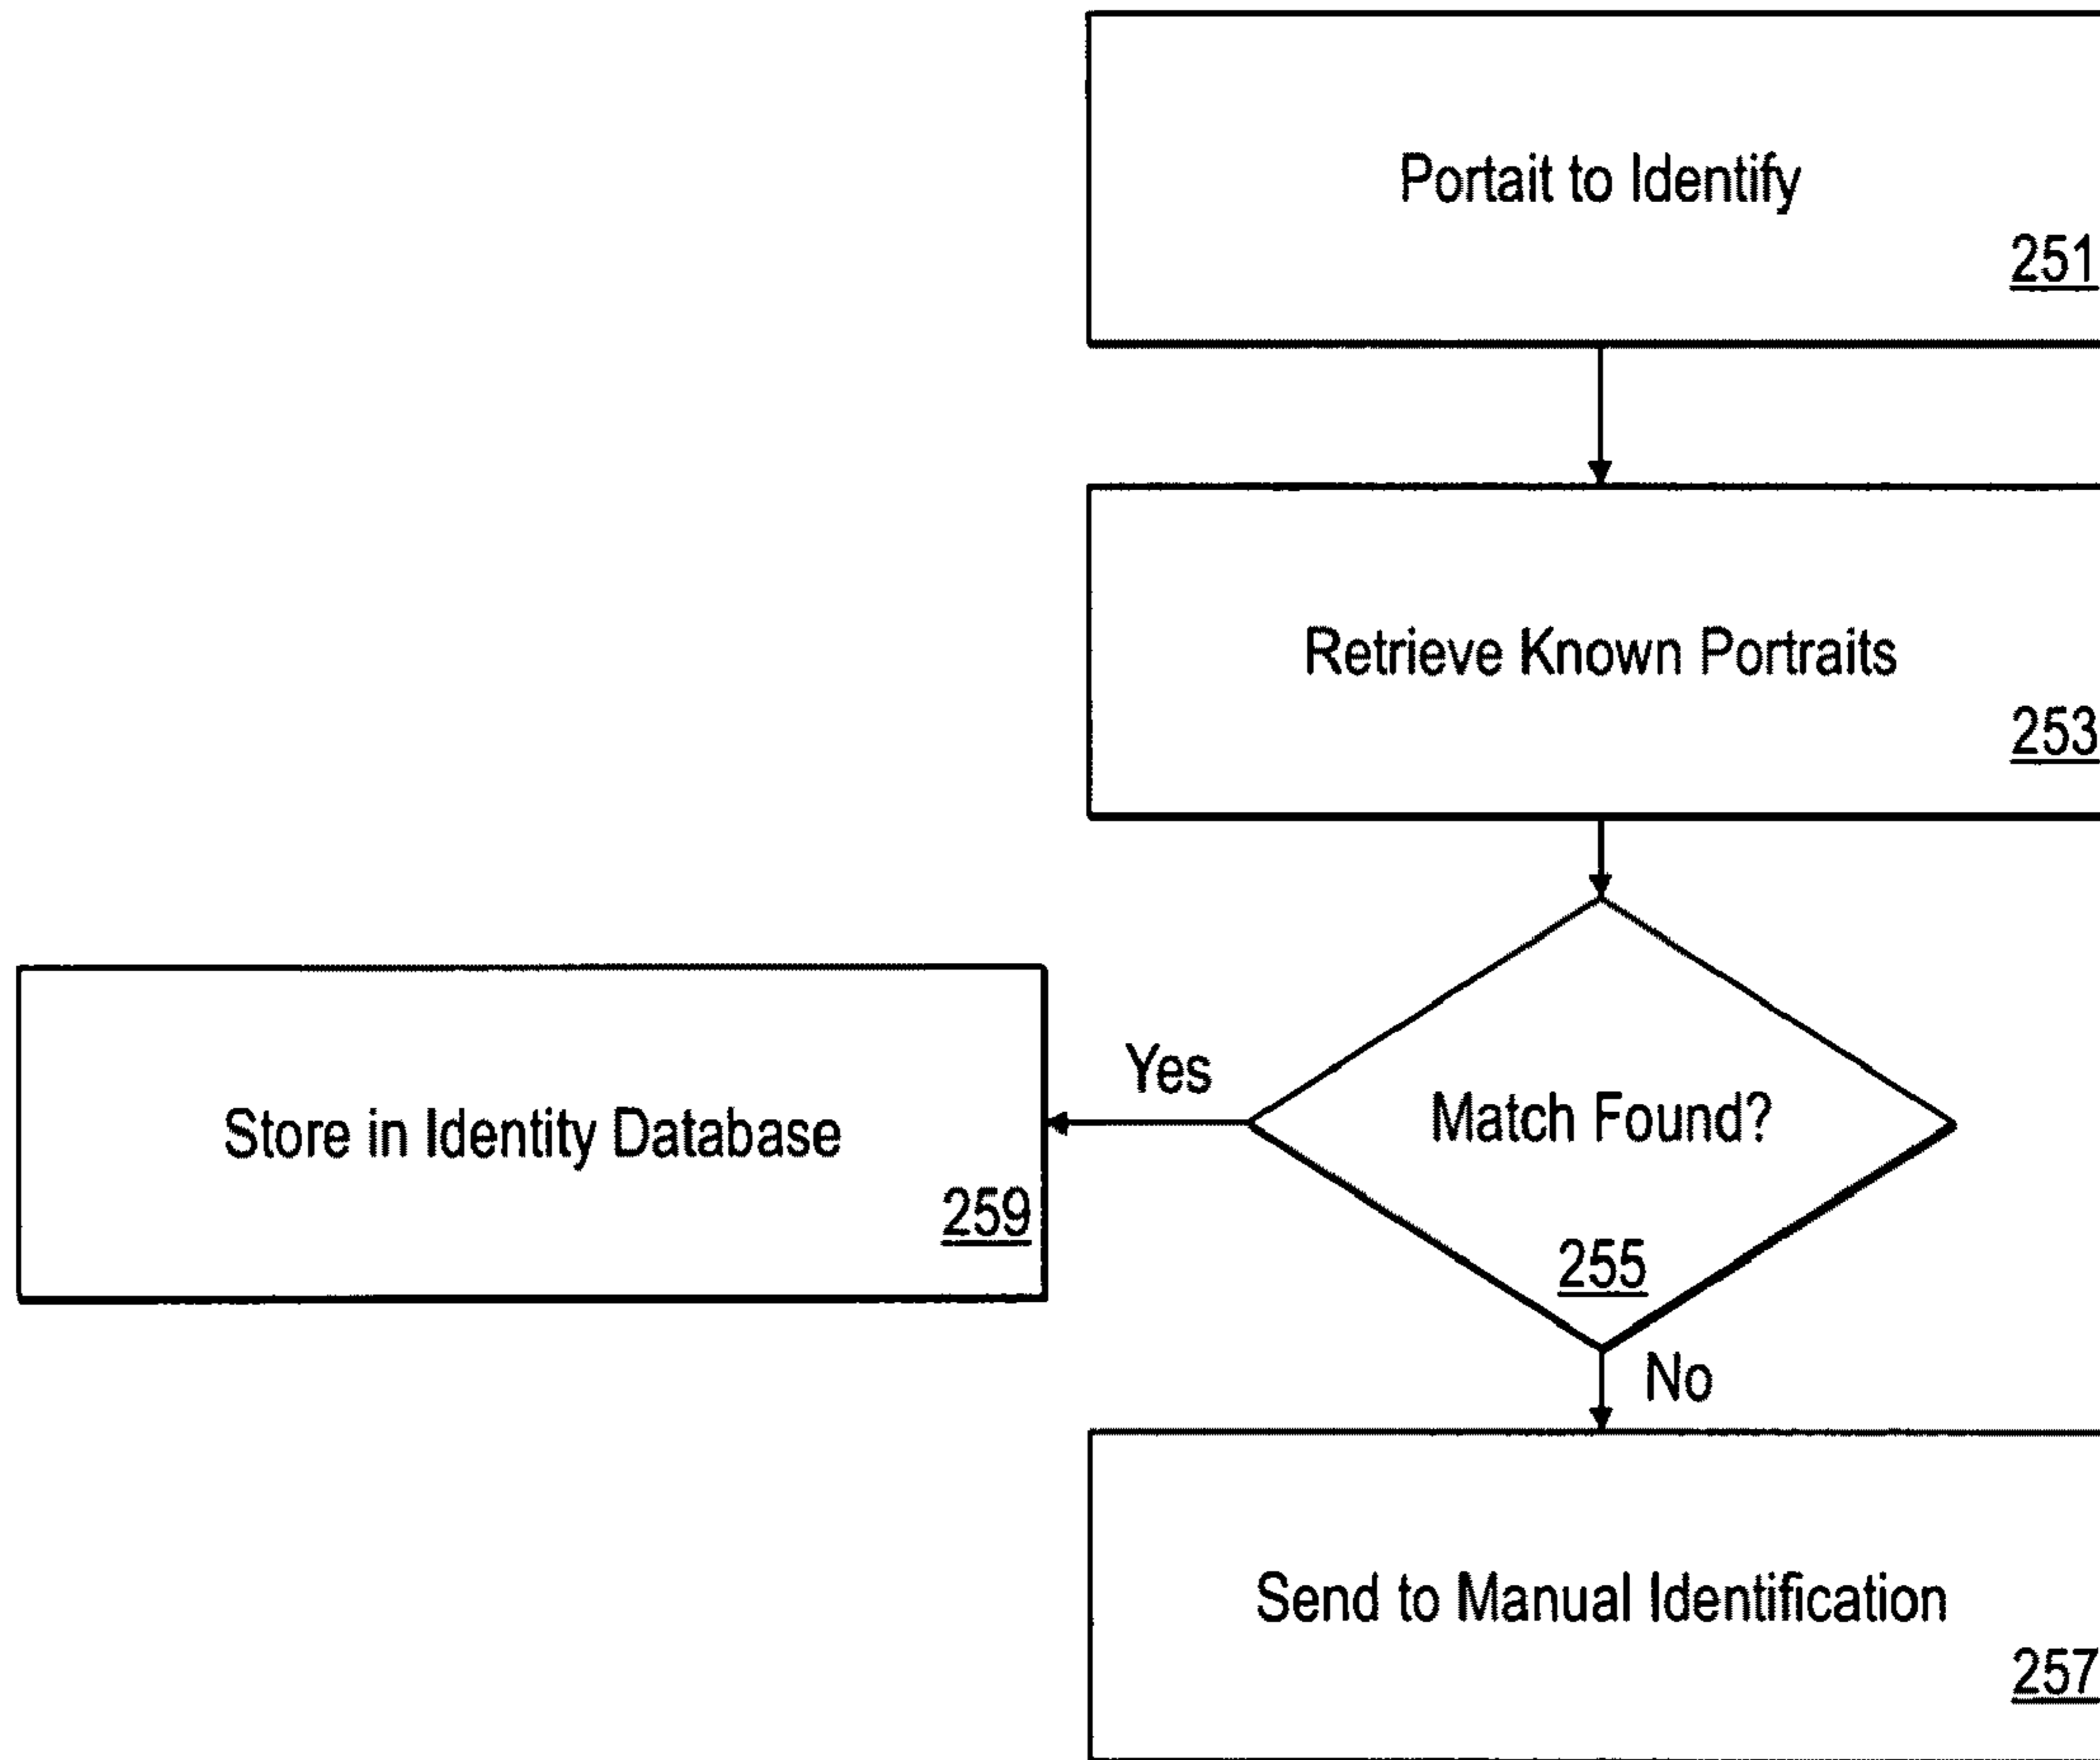 Portait to Identify
251
Retrieve Known Portraits
253
Yes
Match Found?
Store in Identity Database
259
255
No
Send to Manual Identification
257